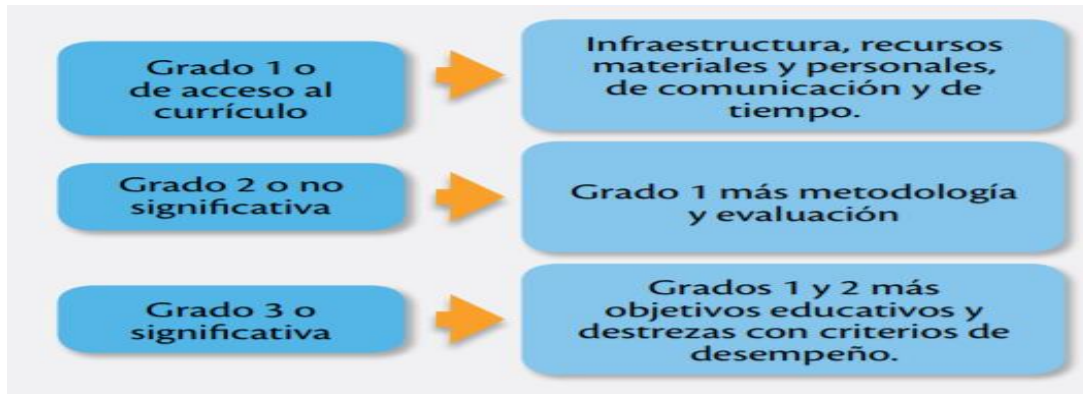 Grado 1 o
de acceso al
currículo
Infraestructura, recursos
materiales y personales,
de comunicación y de
tiempo.
Grado 2 o no
significativa
Grado 1 más metodología
y evaluación
Grado 3 o
significativa
Grados 1 y 2 más
objetivos educativos y
destrezas con criterios de
desempeño.